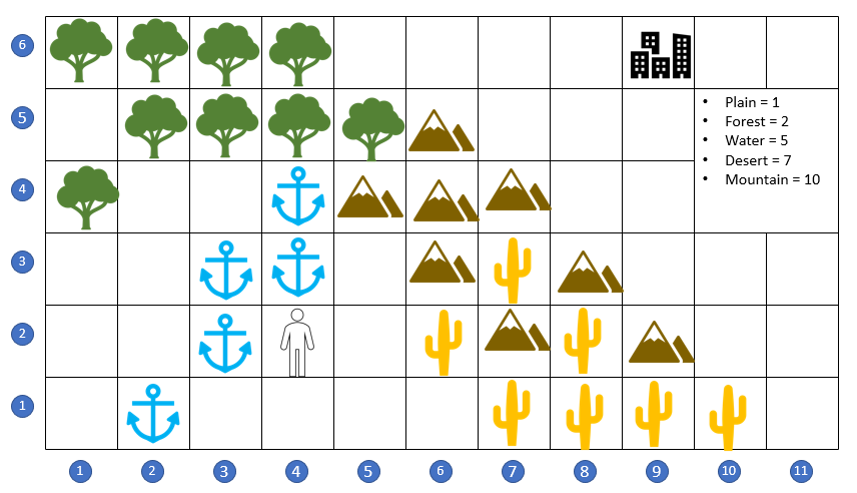 6
5
• Plain = 1
• Forest = 2
• Water = 5
• Desert = 7
• Mountain = 10
4
3
2
1
1 2 3 4 5 6 7 8 9 10 11